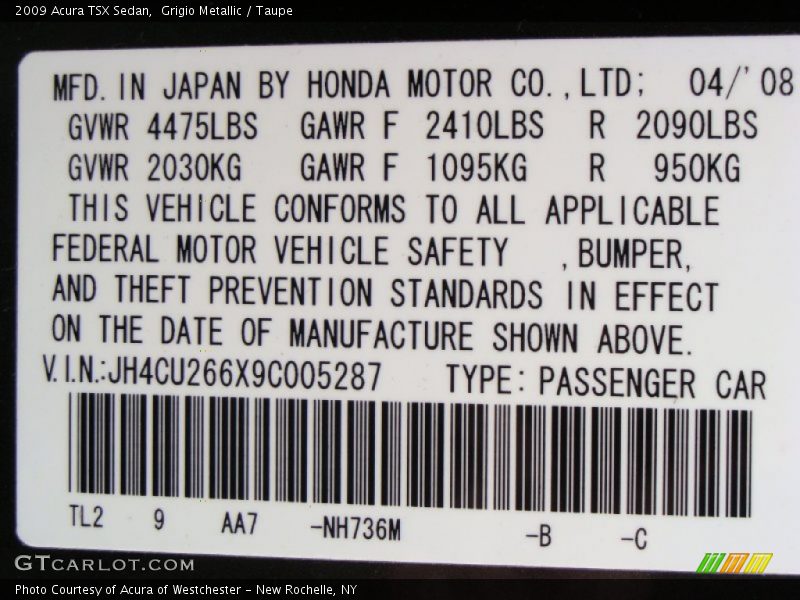 2009 Acura TSX Sedan,  Grigio Metallic / Taupe
MFD. IN JAPAN BY HONDA MOTOR CO.,LTD;  04/'08
GVWR 4475LBS  GAWR F  2410LBS  R  2090LBS
GVWR 2030KG  GAWR F  1095KG  R  950KG
THIS VEHICLE CONFORMS TO ALL APPLICABLE
FEDERAL MOTOR VEHICLE SAFETY  ,BUMPER,
AND THEFT PREVENTION STANDARDS IN EFFECT
ON THE DATE OF MANUFACTURE SHOWN ABOVE.
V.I.N.:JH4CU266X9C005287  TYPE: PASSENGER CAR
TL2  9  AA7  -NH736M  -B  -C
GTCARLOT.COM
Photo Courtesy of Acura of Westchester - New Rochelle, NY